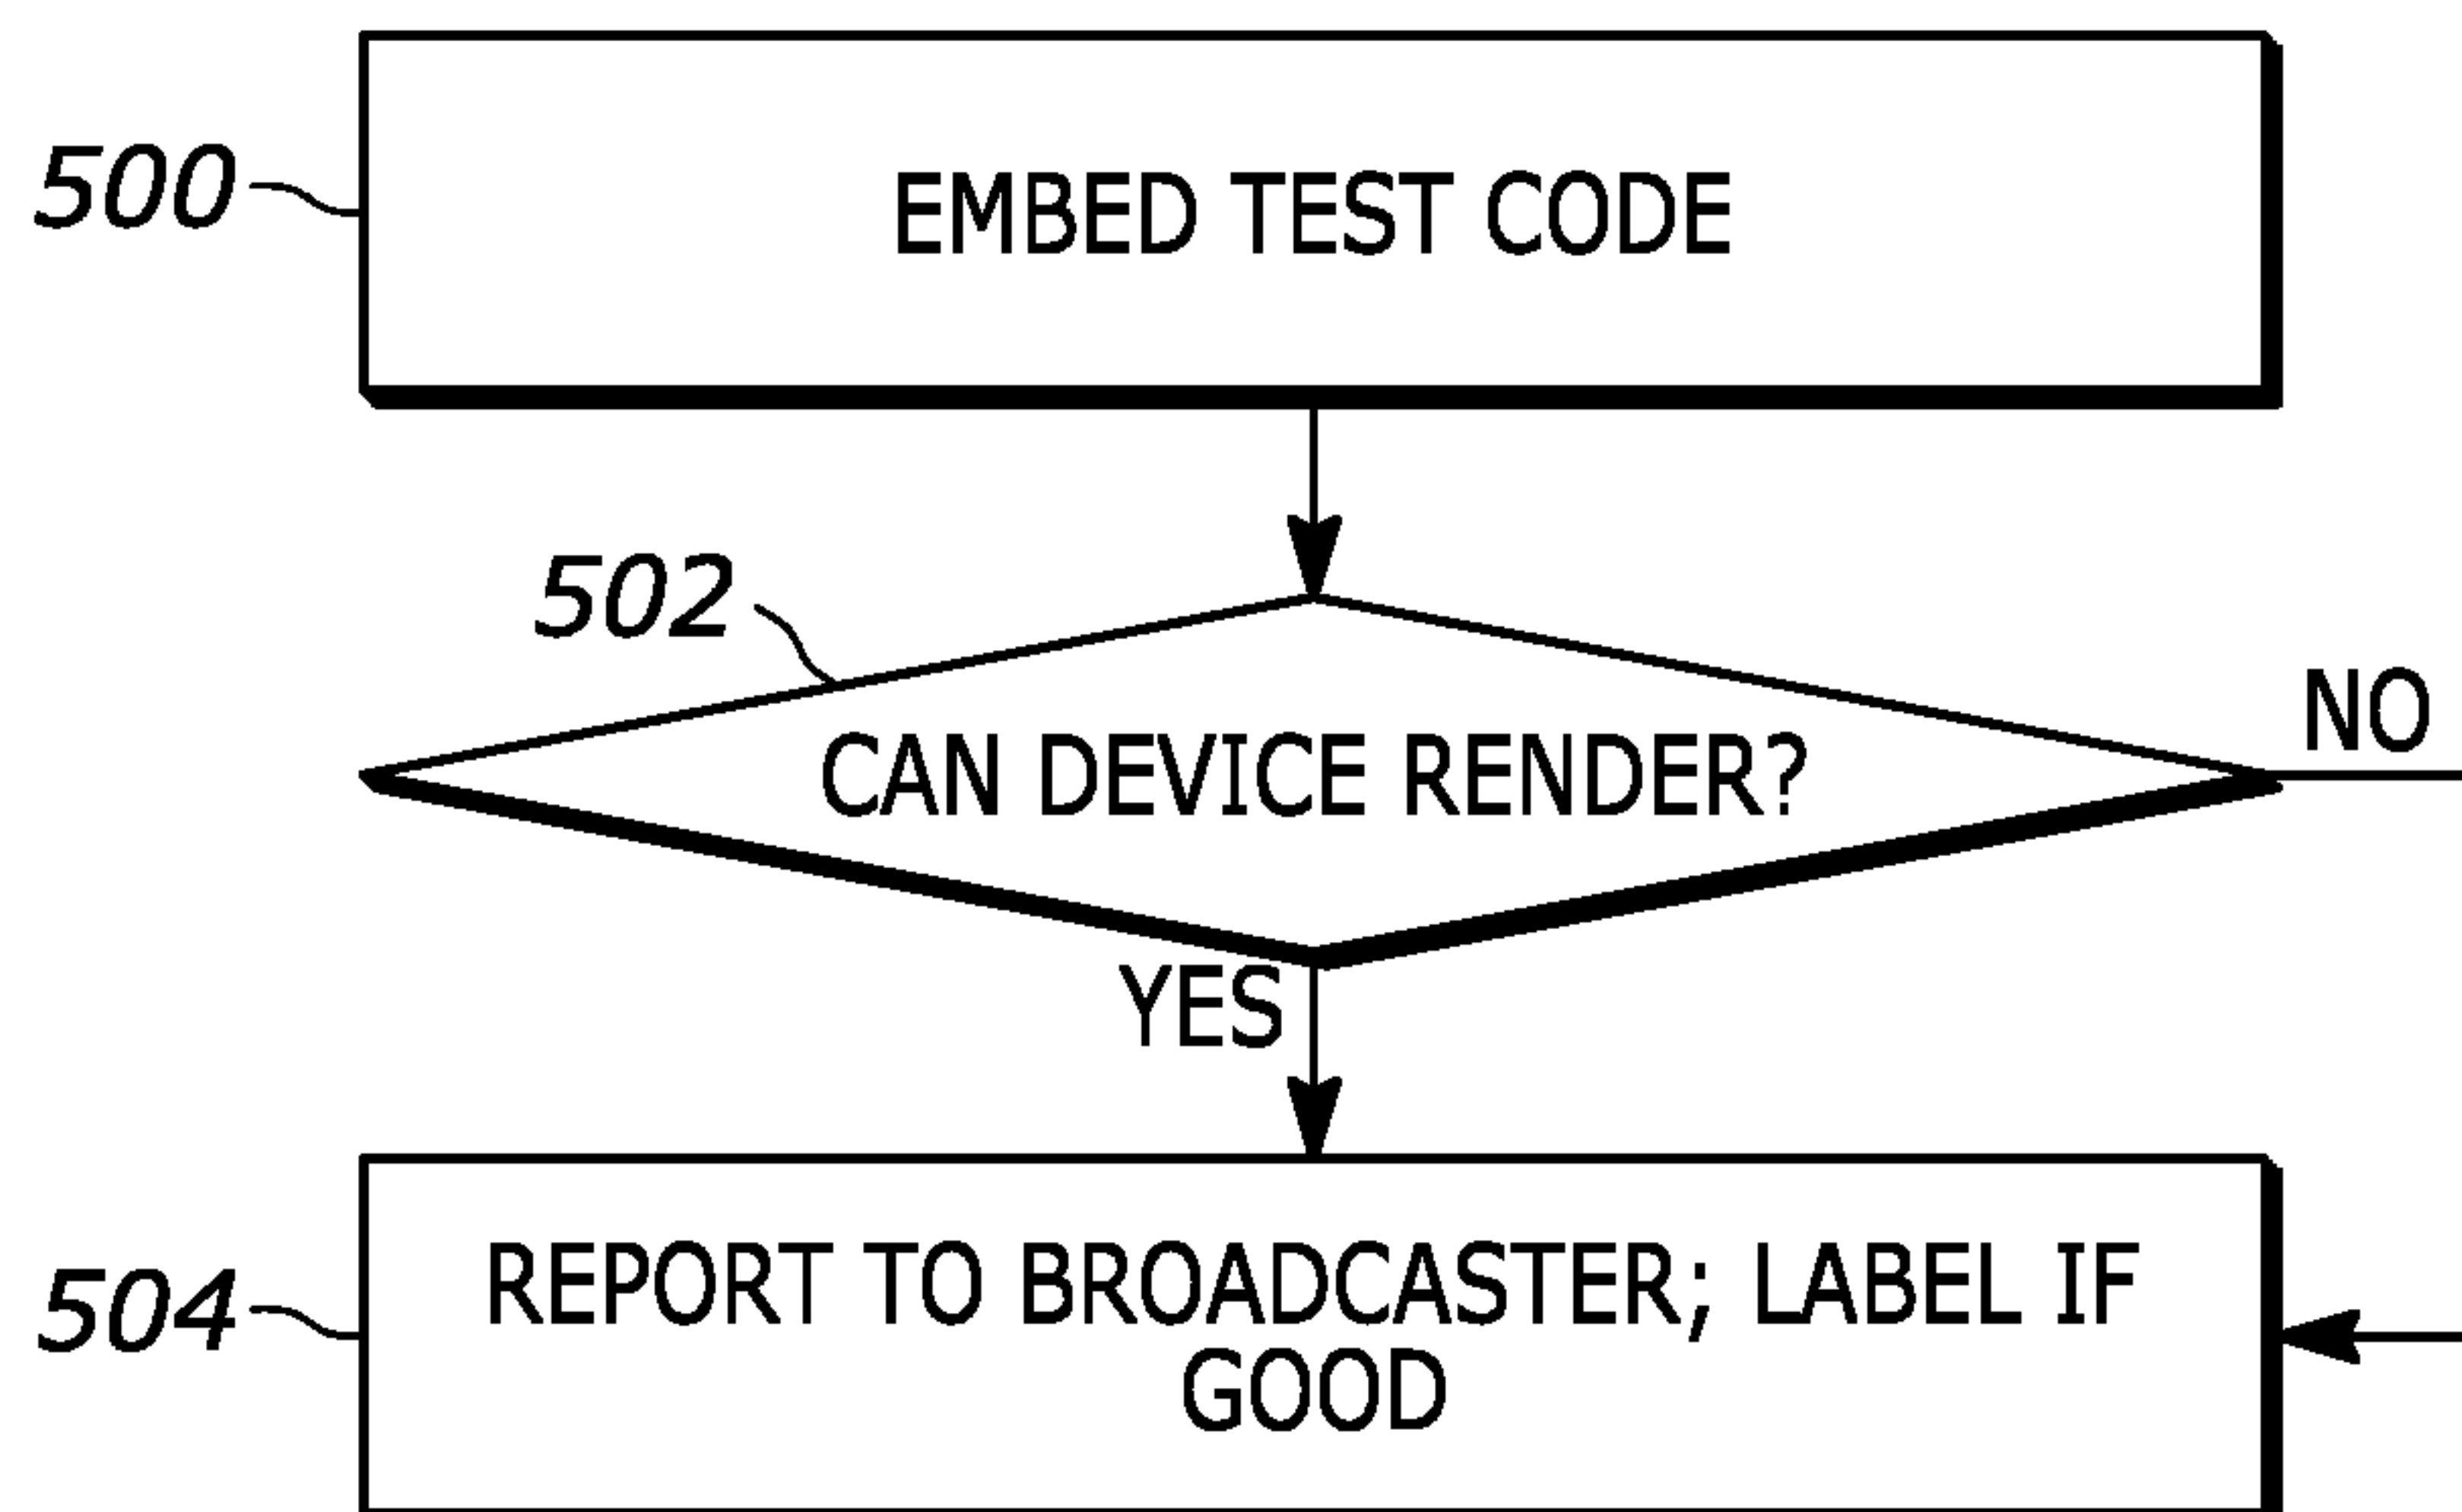 500
EMBED TEST CODE
502
NO
CAN DEVICE RENDER?
YES
504
REPORT TO BROADCASTER; LABEL IF
GOOD